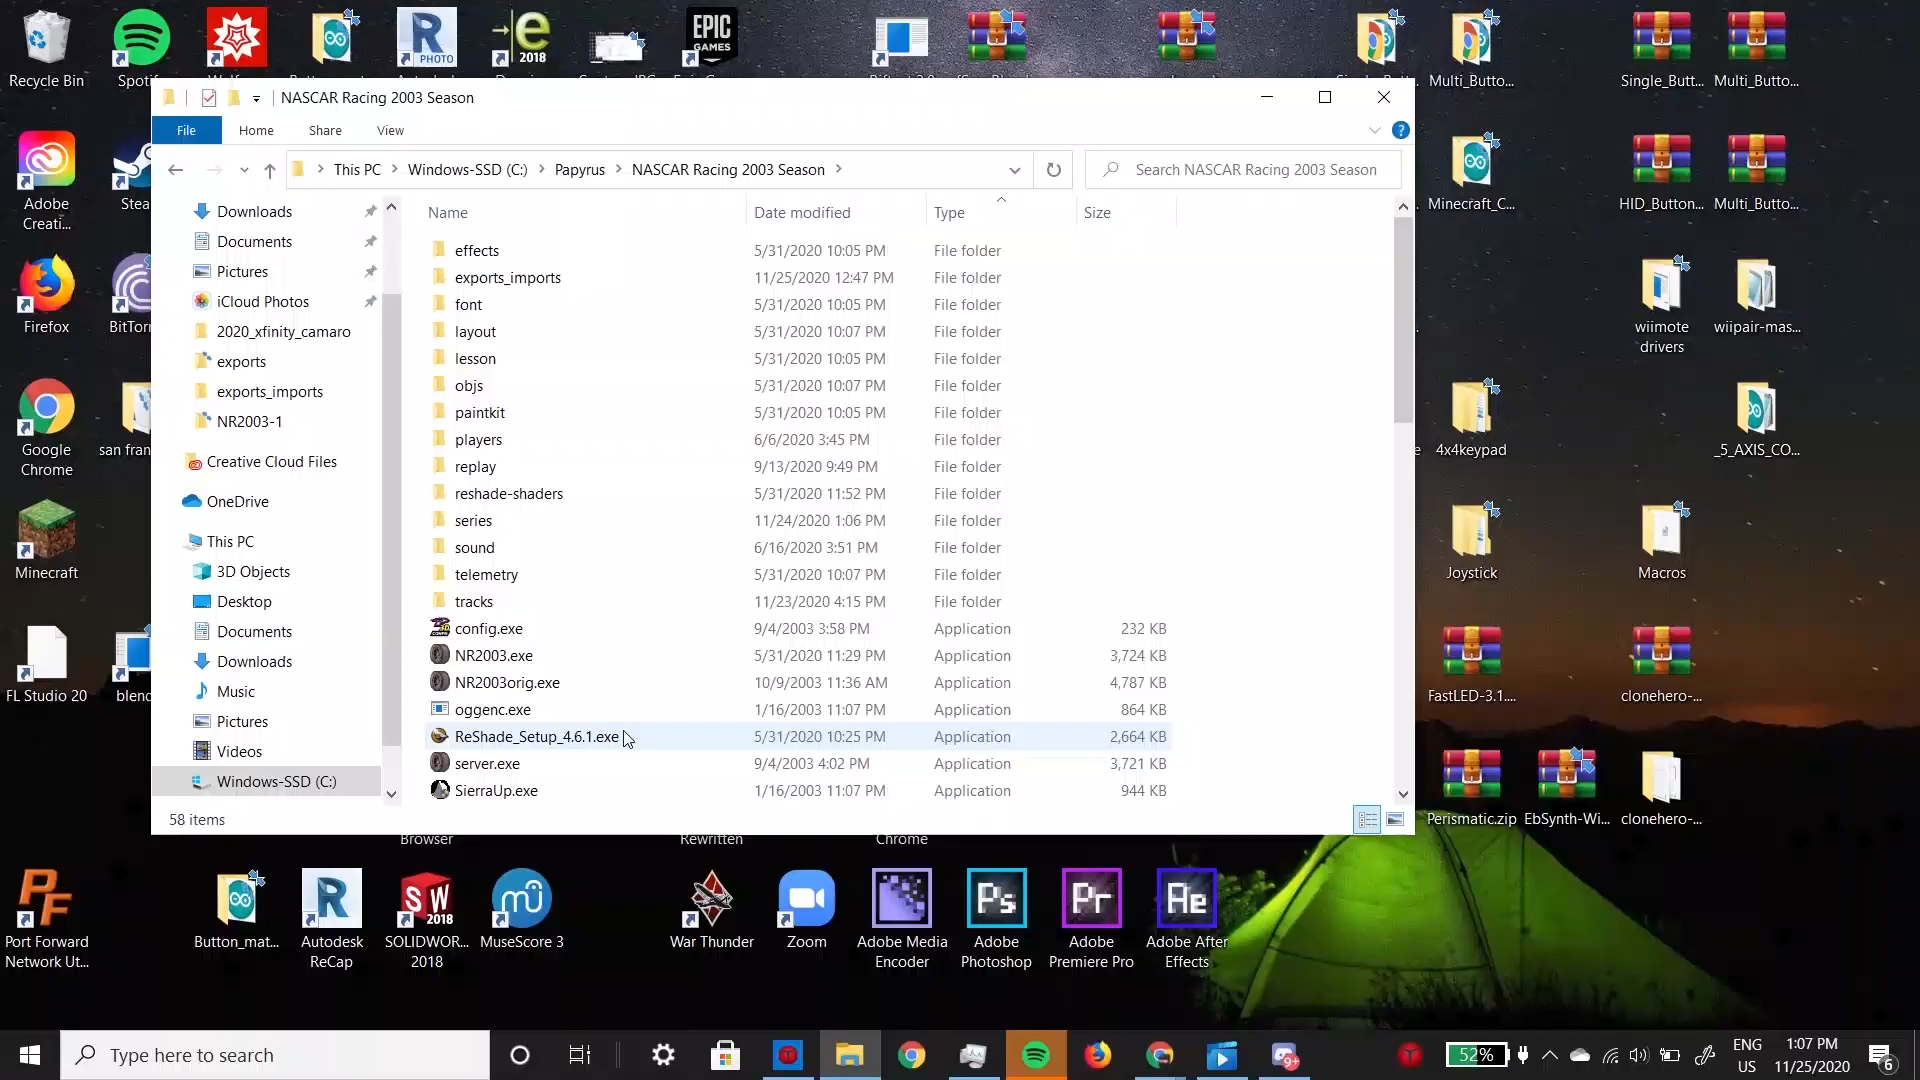 Recycle Bin
PHOTO
2018
EPIC
GAMES
Multi_Butto...
Single_Butt...
Multi_Butto...
NASCAR Racing 2003 Season
File
Home
Share
View
This PC
Windows-SSD (C:)
Papyrus
NASCAR Racing 2003 Season
Search NASCAR Racing 2003 Season
Adobe
Creati...
Firefox
Google
Chrome
Minecraft
FL Studio 20
Downloads
Documents
Pictures
iCloud Photos
2020_xfinity_camaro
exports
exports_imports
NR2003-1
Creative Cloud Files
OneDrive
This PC
3D Objects
Desktop
Documents
Downloads
Music
Pictures
Videos
Windows-SSD (C:)
Name Date modified Type Size
effects 5/31/2020 10:05 PM File folder
exports_imports 11/25/2020 12:47 PM File folder
font 5/31/2020 10:05 PM File folder
layout 5/31/2020 10:07 PM File folder
lesson 5/31/2020 10:05 PM File folder
objs 5/31/2020 10:07 PM File folder
paintkit 5/31/2020 10:05 PM File folder
players 6/6/2020 3:45 PM File folder
replay 9/13/2020 9:49 PM File folder
reshade-shaders 5/31/2020 11:52 PM File folder
series 11/24/2020 1:06 PM File folder
sound 6/16/2020 3:51 PM File folder
telemetry 5/31/2020 10:07 PM File folder
tracks 11/23/2020 4:15 PM File folder
config.exe 9/4/2003 3:58 PM Application 232 KB
NR2003.exe 5/31/2020 11:29 PM Application 3,724 KB
NR2003orig.exe 10/9/2003 11:36 AM Application 4,787 KB
oggenc.exe 1/16/2003 11:07 PM Application 864 KB
ReShade_Setup_4.6.1.exe 5/31/2020 10:25 PM Application 2,664 KB
server.exe 9/4/2003 4:02 PM Application 3,721 KB
SierraUp.exe 1/16/2003 11:07 PM Application 944 KB
58 items
Minecraft_C...
HID_Button...
Multi_Butto...
wiimote
drivers
wiipair-mas...
4x4keypad
_5_AXIS_CO...
Joystick
Macros
FastLED-3.1....
clonehero-...
Perismatic.zip
EbSynth-Wi...
clonehero-...
Browser
Rewritten
Chrome
Port Forward
Network Ut...
Button_mat...
Autodesk
ReCap
SW
2018
SOLIDWOR...
2018
MuseScore 3
War Thunder
Zoom
Adobe Media
Encoder
Ps
Adobe
Photoshop
Pr
Adobe
Premiere Pro
Ae
Adobe After
Effects
Type here to search
9+
52%
ENG
US
1:07 PM
11/25/2020
6